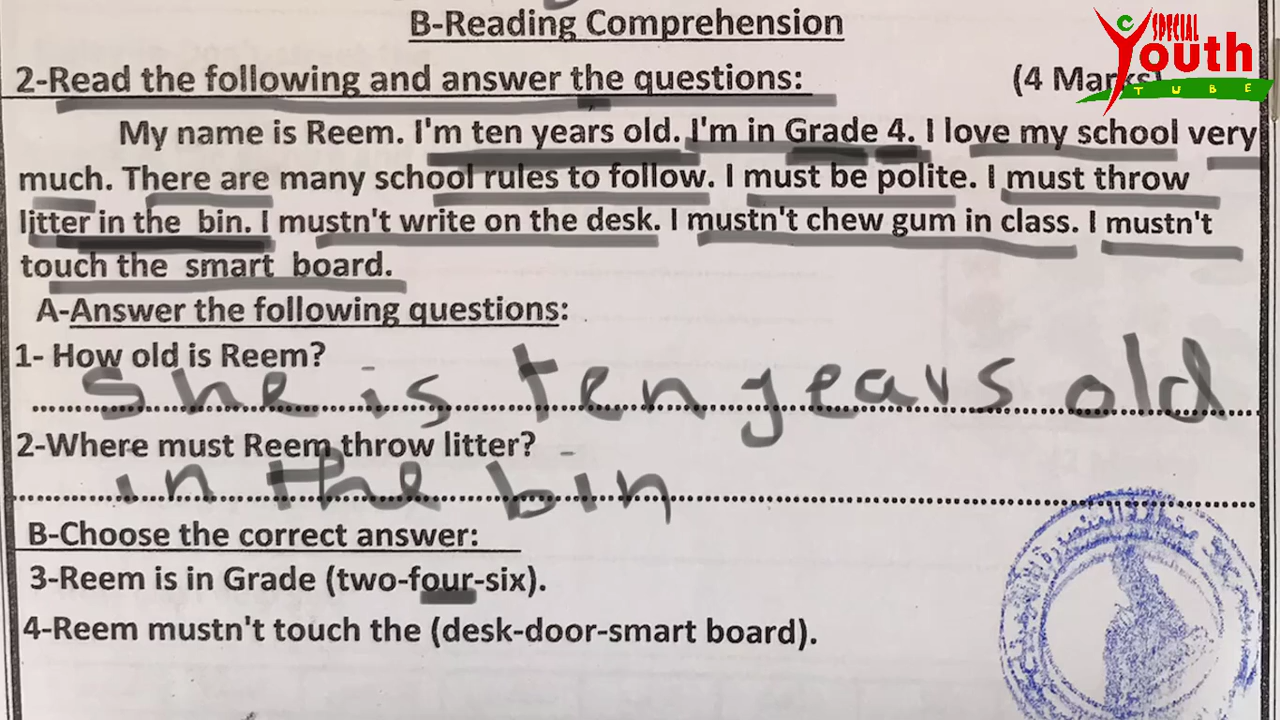 B-Reading Comprehension
2-Read the following and answer the questions:
(4 Marks)
C SPECIAL
Youth
TUBE
My name is Reem. I'm ten years old. I'm in Grade 4. I love my school very
much. There are many school rules to follow. I must be polite. I must throw
litter in the bin. I mustn't write on the desk. I mustn't chew gum in class. I mustn't
touch the smart board.
A-Answer the following questions:
1- How old is Reem?
She is ten years old
2-Where must Reem throw litter?
in the bin
B-Choose the correct answer:
3-Reem is in Grade (two-four-six).
4-Reem mustn't touch the (desk-door-smart board).